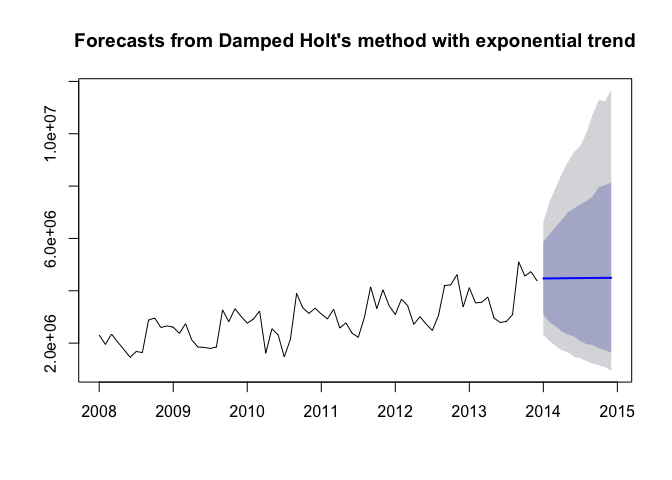 Forecasts from Damped Holt's method with exponential trend
1.0e+07
6.0e+06
2.0e+06
2008 2009 2010 2011 2012 2013 2014 2015